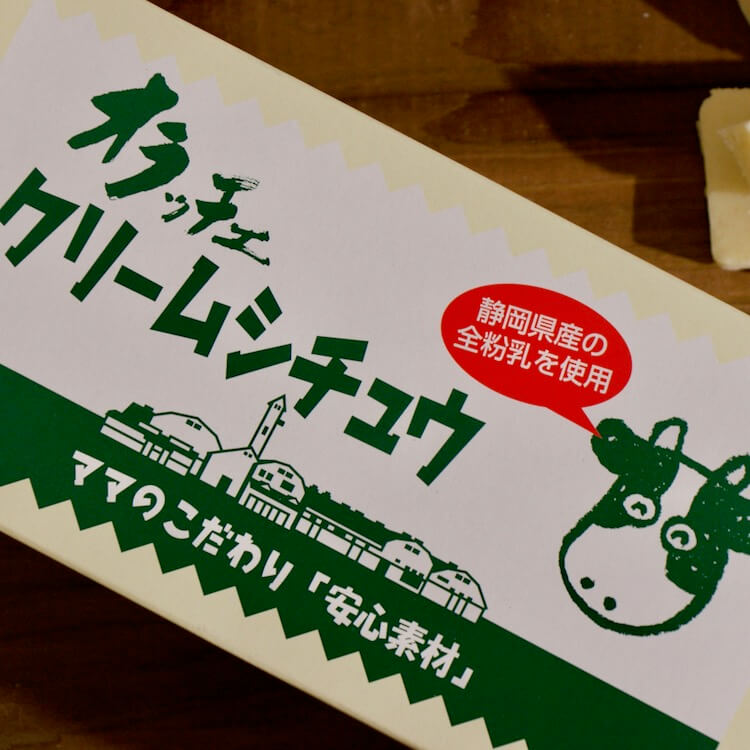 オラッチェ
クリームシチュウ
静岡県産の
全粉乳を使用
ママのこだわり「安心素材」